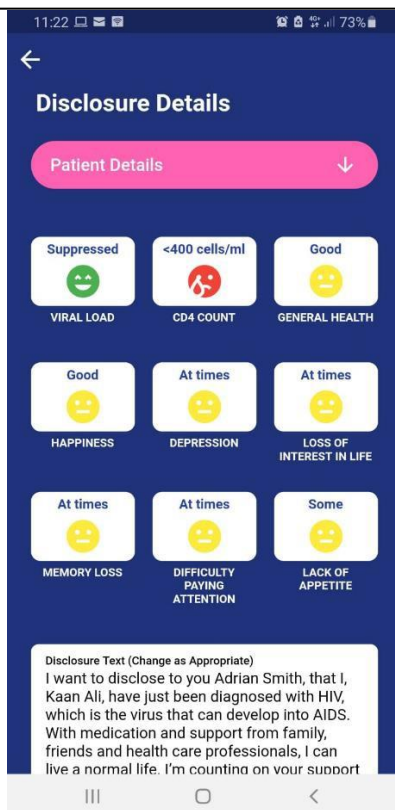 11:22 73%
Disclosure Details
Patient Details
Suppressed <400 cells/ml Good
VIRAL LOAD CD4 COUNT GENERAL HEALTH
Good At times At times
HAPPINESS DEPRESSION LOSS OF
INTEREST IN LIFE
At times At times Some
MEMORY LOSS DIFFICULTY LACK OF
PAYING APPETITE
ATTENTION
Disclosure Text (Change as Appropriate)
I want to disclose to you Adrian Smith, that I,
Kaan Ali, have just been diagnosed with HIV,
which is the virus that can develop into AIDS.
With medication and support from family,
friends and health care professionals, I can
live a normal life. I'm counting on your support